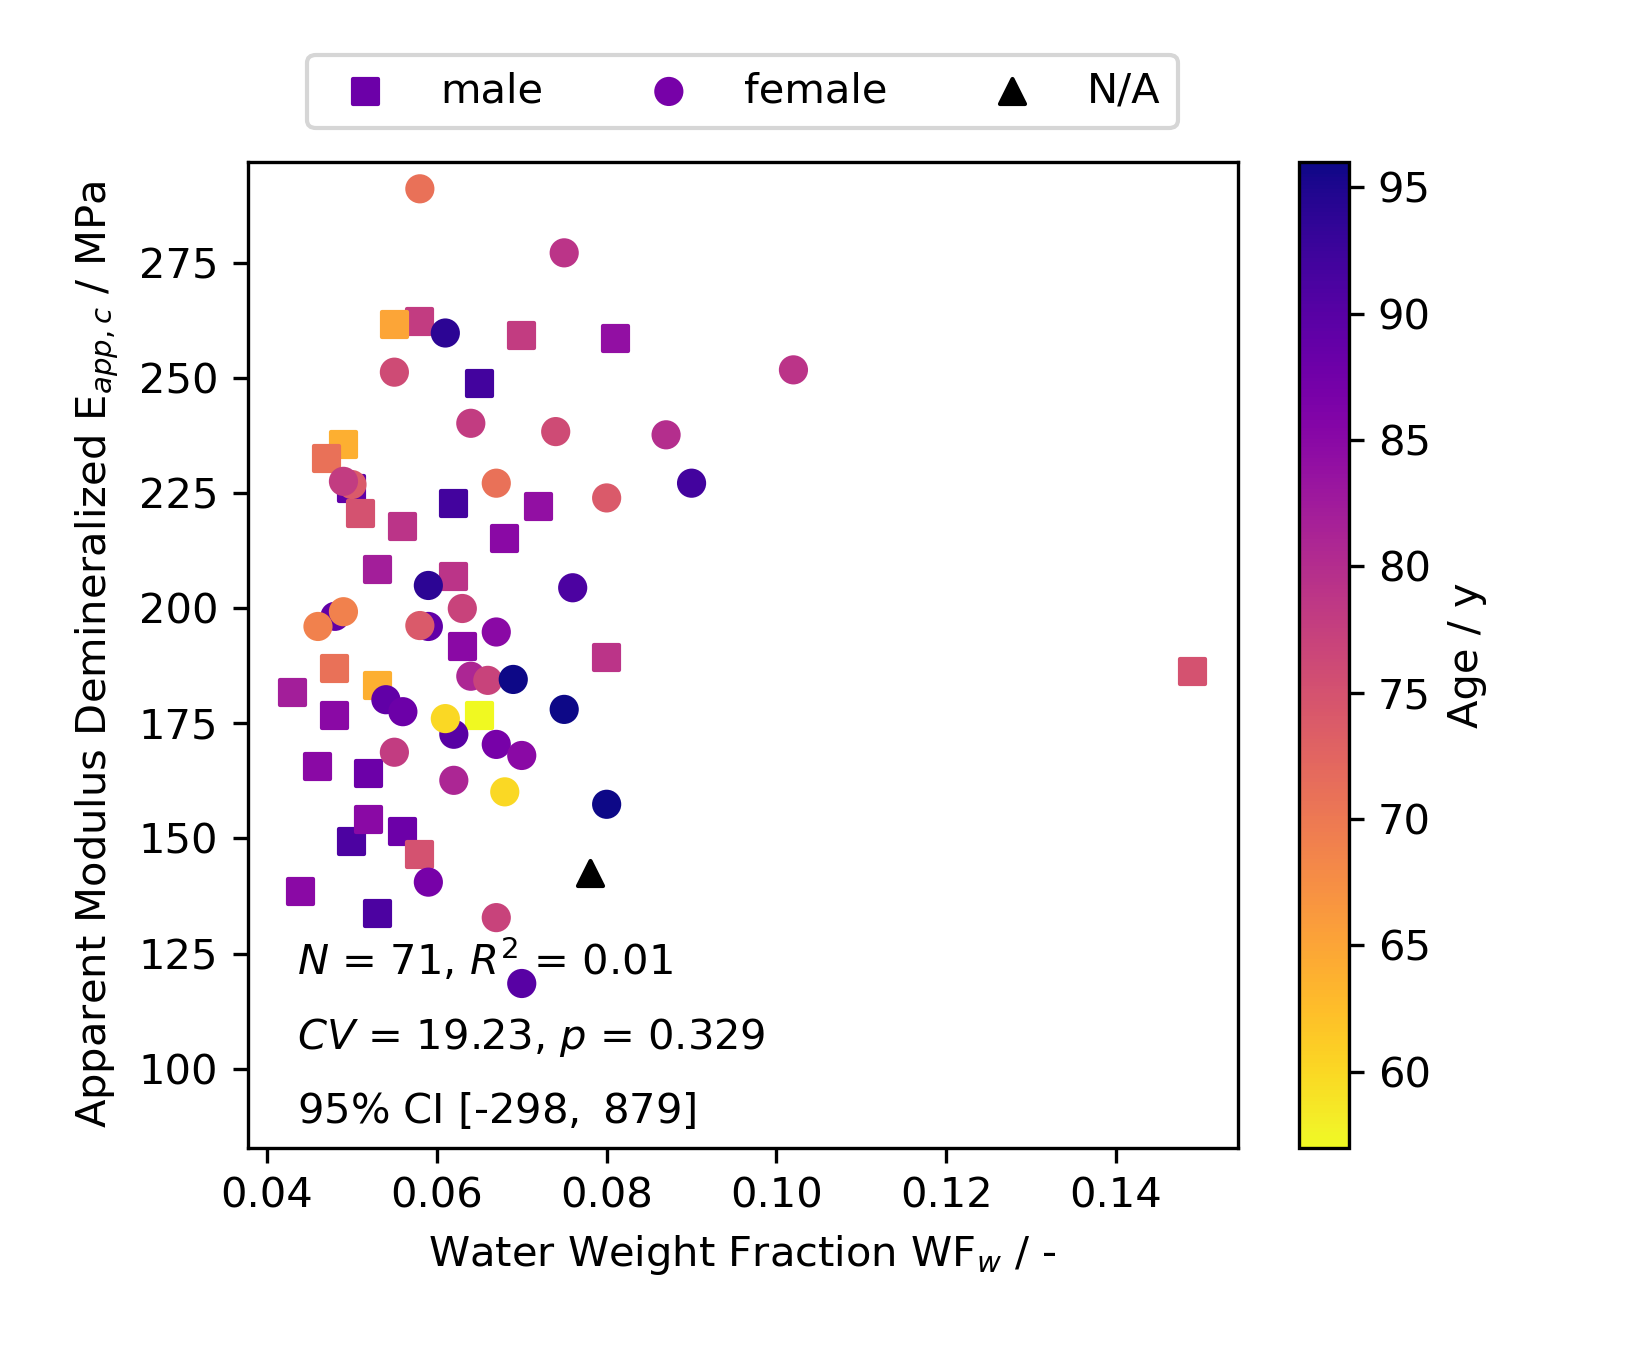 male female N/A
Apparent Modulus Demineralized E_{app, c} / MPa
275
250
225
200
175
150
125
100
N = 71, R² = 0.01
CV = 19.23, p = 0.329
95% CI [-298, 879]
0.04 0.06 0.08 0.10 0.12 0.14
Water Weight Fraction WF_w / -
95
90
85
80
75
70
65
60
Age / y